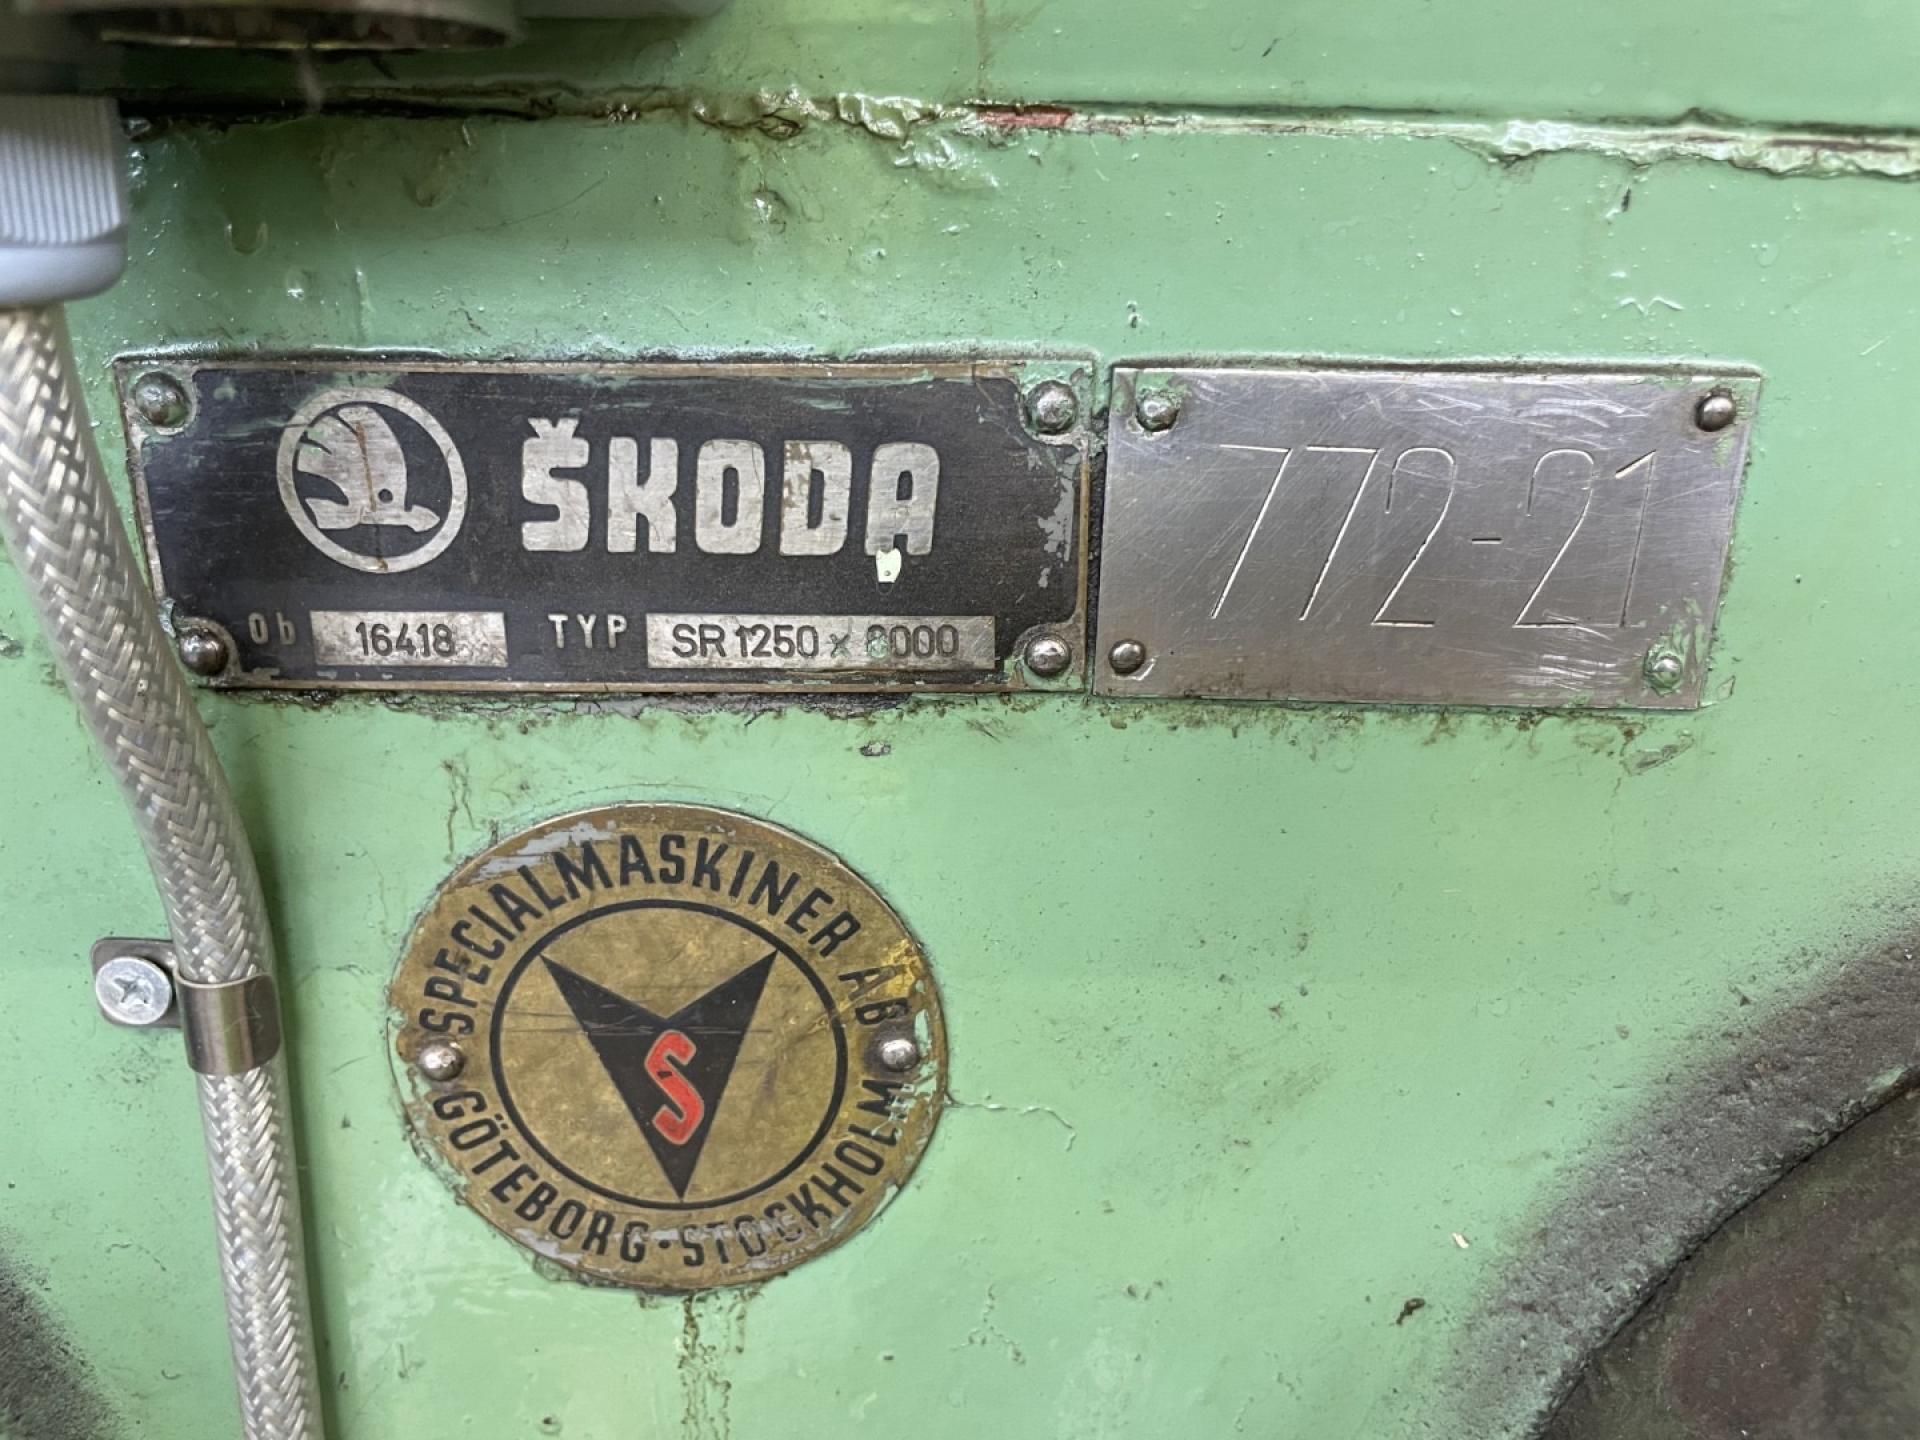 ŠKODA
Ob 16418 TYP SR 1250 x 8000
772-21
SPECIALMASKINER AB
S
GÖTEBORG · STOCKHOLM